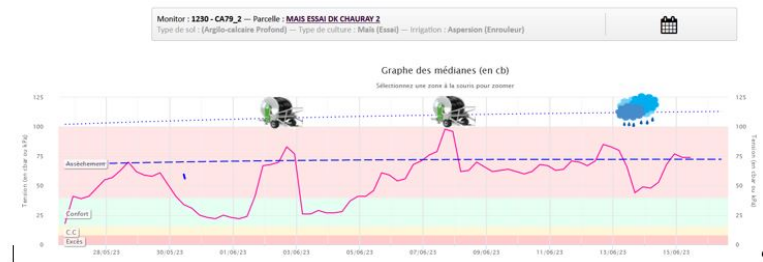 Monitor : 1230 - CA79_2 — Parcelle : MAIS ESSAI DK CHAURAY 2
Type de sol : (Argilo-calcaire Profond) — Type de culture : Maïs (Essai) — Irrigation : Aspersion (Enrouleur)
Graphe des médianes (en cb)
Sélectionnez une zone à la souris pour zoomer
125 125
100 100
75 75
50 50
25 25
0 0
Tension (en cbar ou kPa)
Tension (en cbar ou kPa)
Assèchement
Confort
C.C
Excès
28/05/23 30/05/23 01/06/23 03/06/23 05/06/23 07/06/23 09/06/23 11/06/23 13/06/23 15/06/23